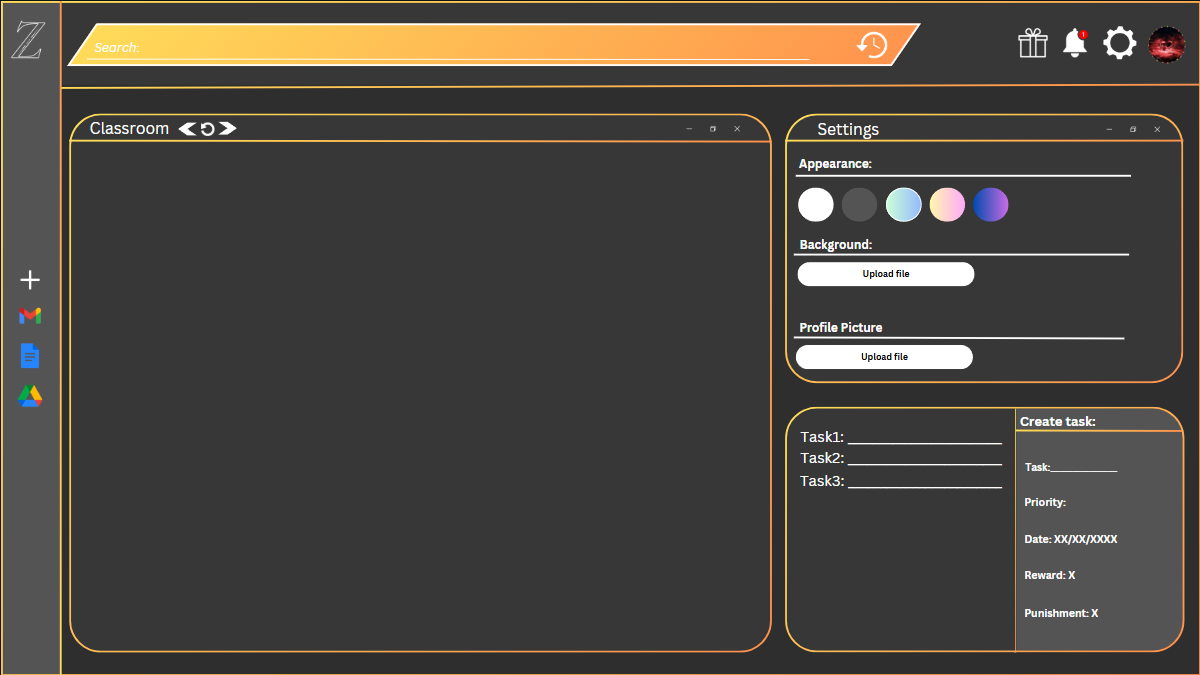 Z
Search:
1
Classroom
Settings
Appearance:
Background:
Upload file
Profile Picture
Upload file
Task1: ___________________
Task2: ___________________
Task3: ___________________
Create task:
Task:____________
Priority:
Date: XX/XX/XXXX
Reward: X
Punishment: X